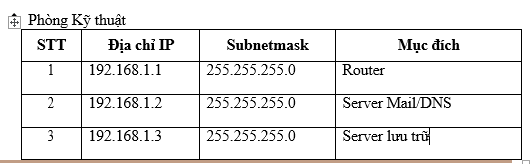 Phòng Kỹ thuật
STT Địa chỉ IP Subnetmask Mục đích
1 192.168.1.1 255.255.255.0 Router
2 192.168.1.2 255.255.255.0 Server Mail/DNS
3 192.168.1.3 255.255.255.0 Server lưu trữ